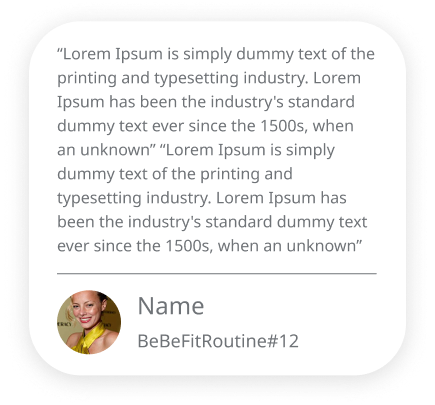 “Lorem Ipsum is simply dummy text of the
printing and typesetting industry. Lorem
Ipsum has been the industry's standard
dummy text ever since the 1500s, when
an unknown” “Lorem Ipsum is simply
dummy text of the printing and
typesetting industry. Lorem Ipsum has
been the industry's standard dummy text
ever since the 1500s, when an unknown”
Name
BeBeFitRoutine#12